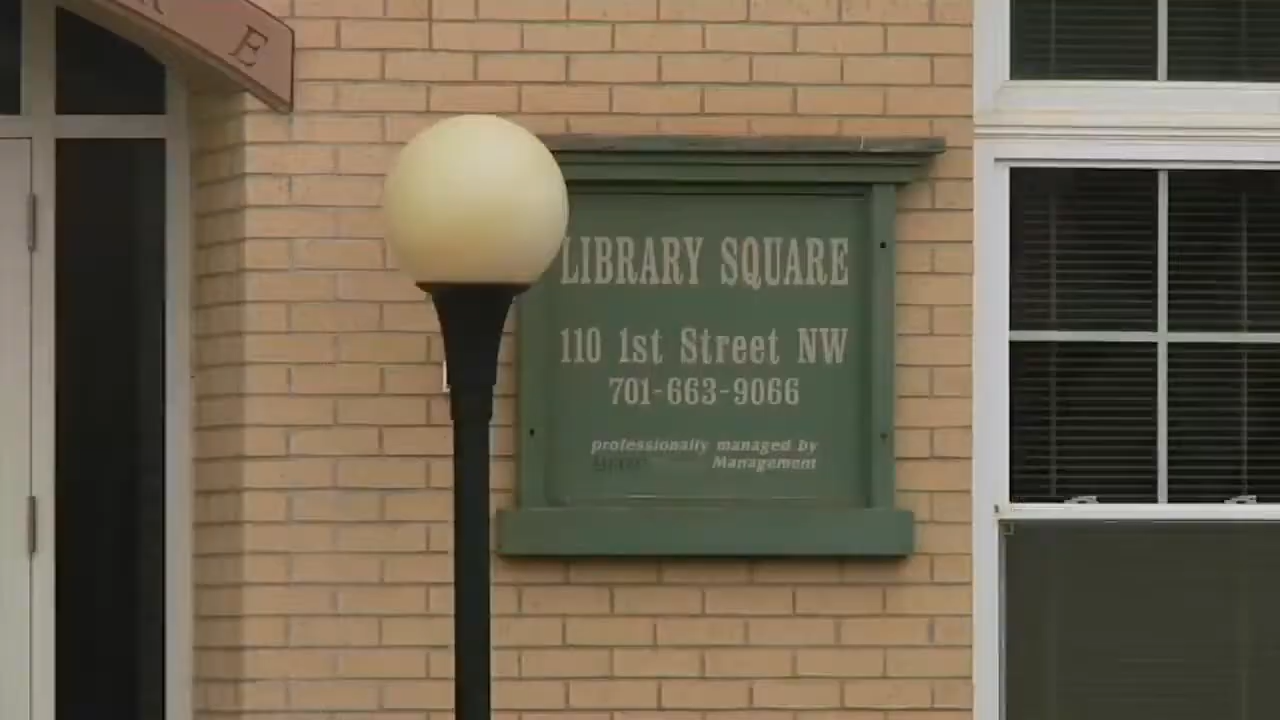 E
LIBRARY SQUARE
110 1st Street NW
701-663-9066
professionally managed by
Management